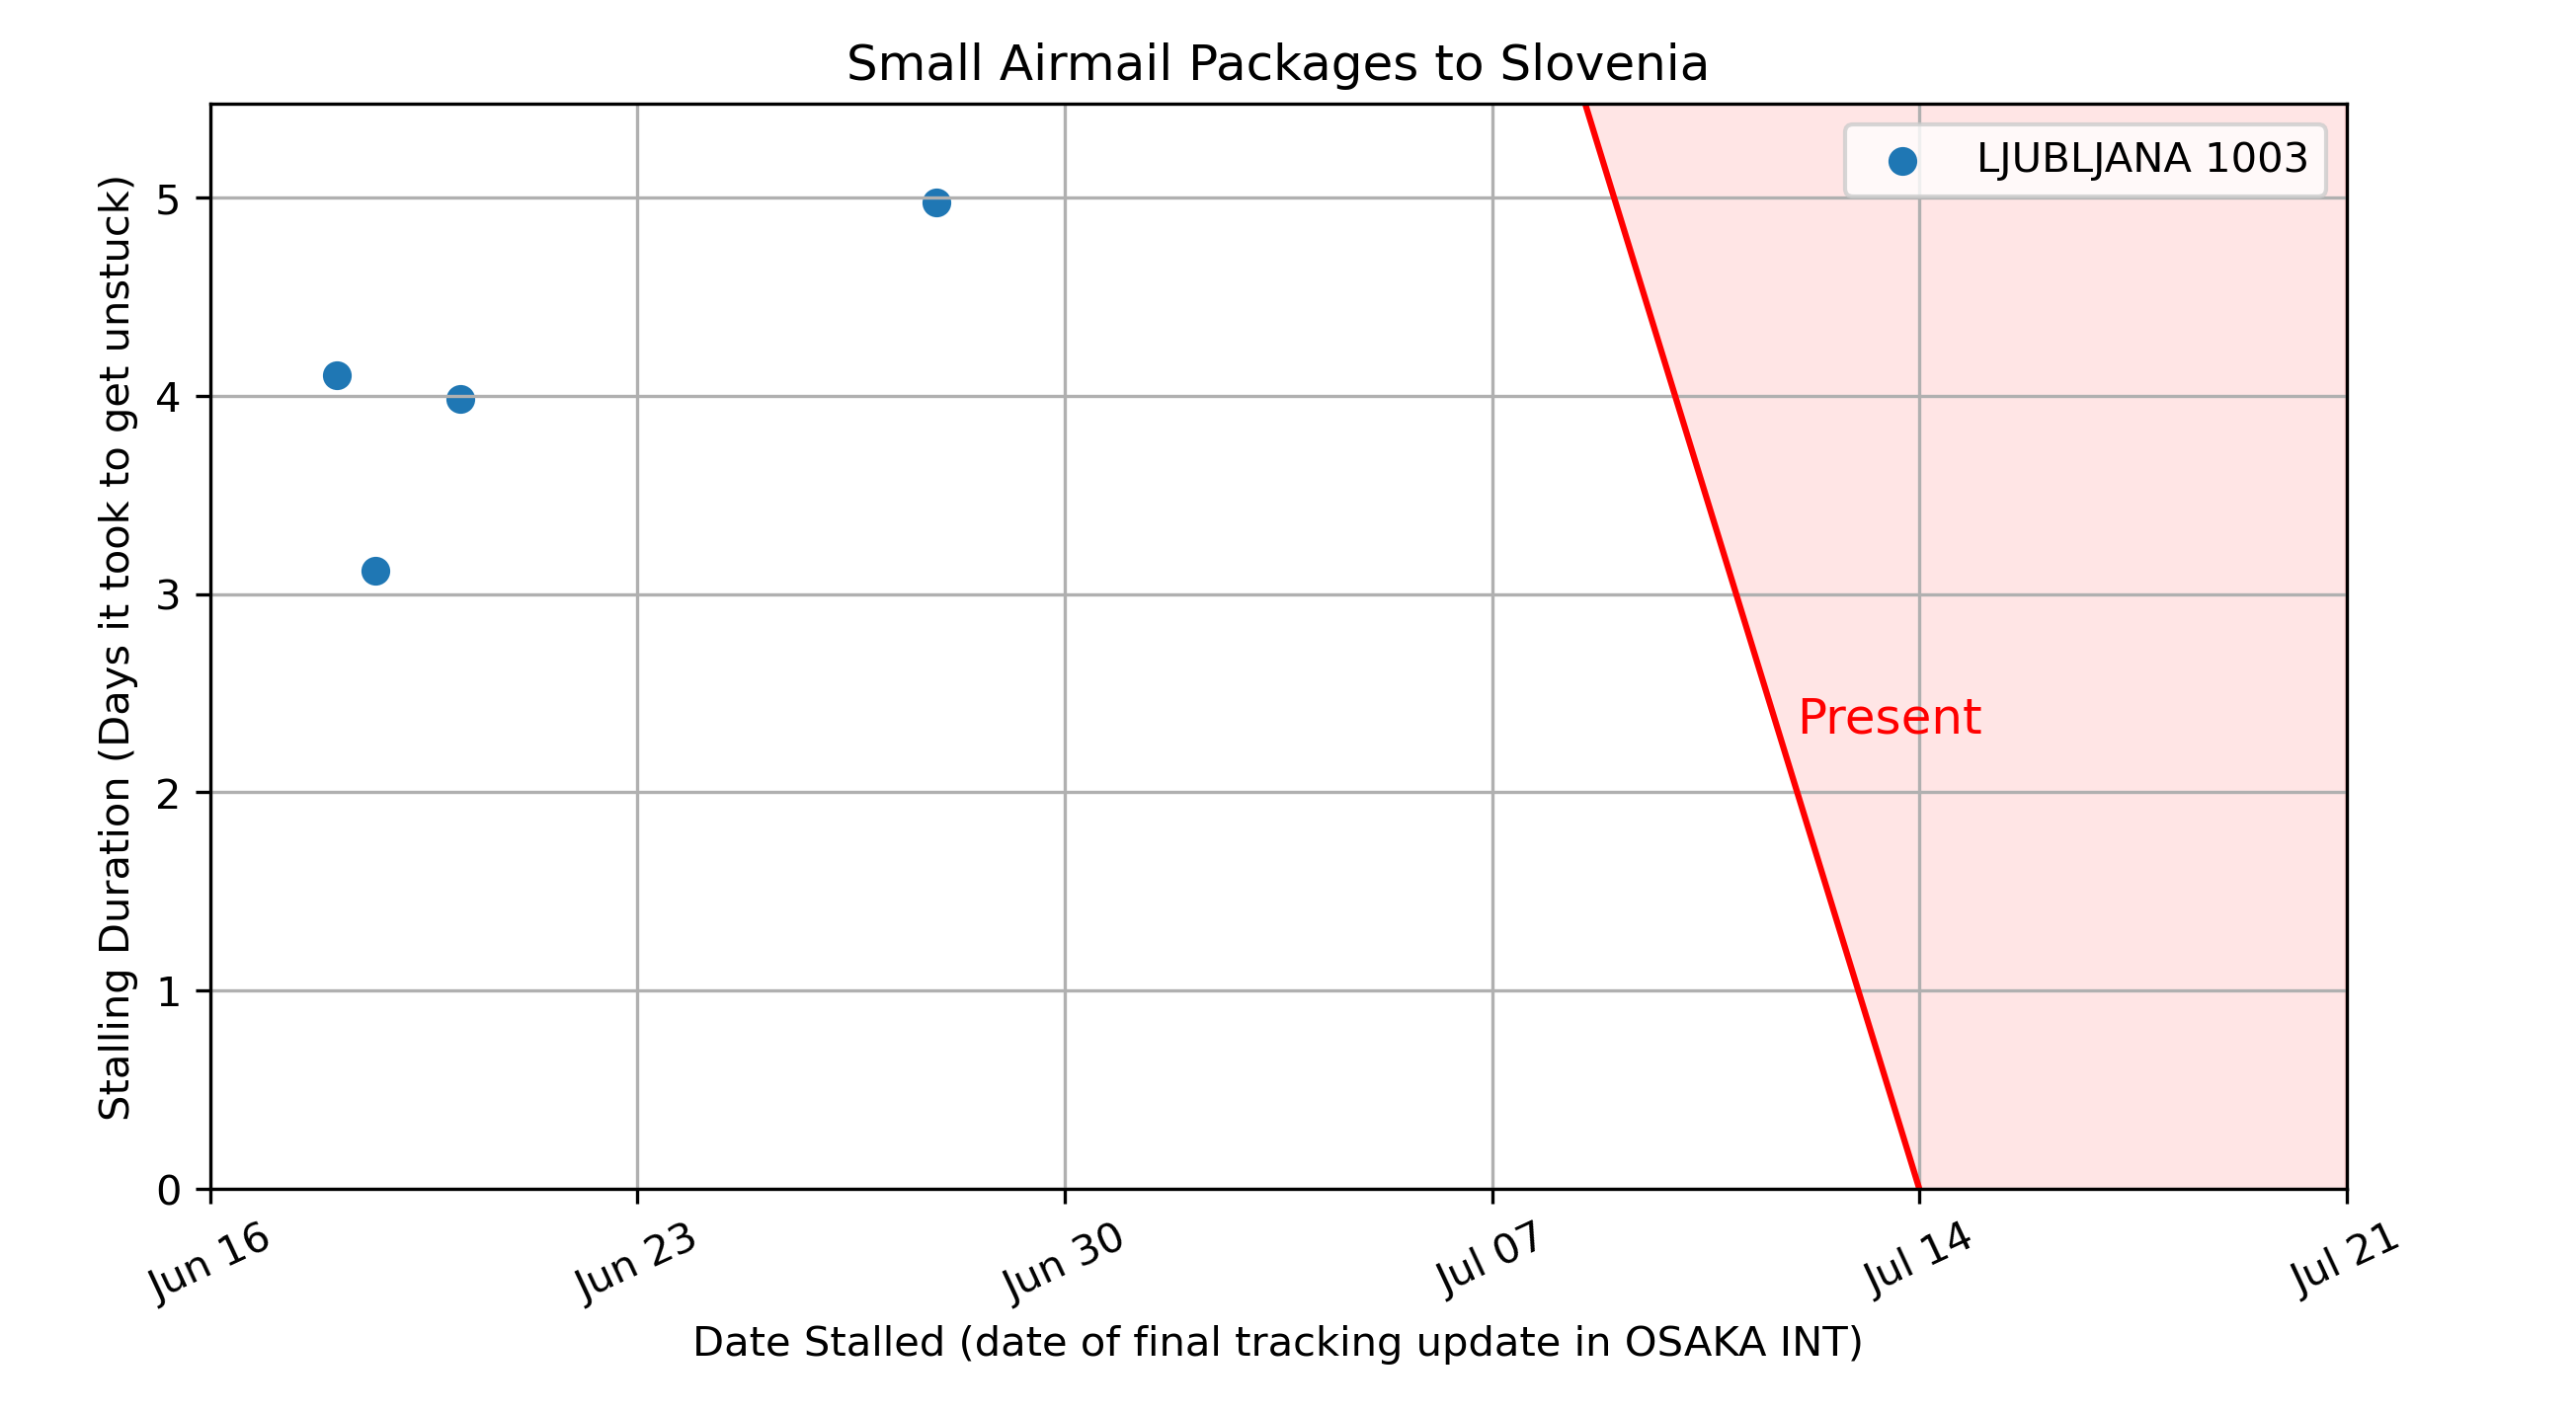 Small Airmail Packages to Slovenia
LJUBLJANA 1003
Stalling Duration (Days it took to get unstuck)
5
4
3
2
1
0
Present
Jun 16
Jun 23
Jun 30
Jul 07
Jul 14
Jul 21
Date Stalled (date of final tracking update in OSAKA INT)